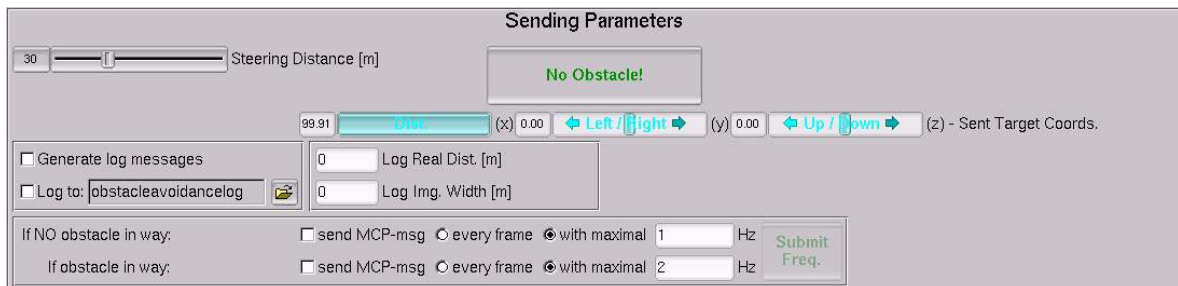 Sending Parameters
30 Steering Distance [m]
No Obstacle!
99.91 Dist. (x) 0.00 Left / Right (y) 0.00 Up / Down (z) - Sent Target Coords.
Generate log messages 0 Log Real Dist. [m]
Log to: obstacleavoidancelog 0 Log Img. Width [m]
If NO obstacle in way: send MCP-msg every frame with maximal 1 Hz
Submit
Freq.
If obstacle in way: send MCP-msg every frame with maximal 2 Hz